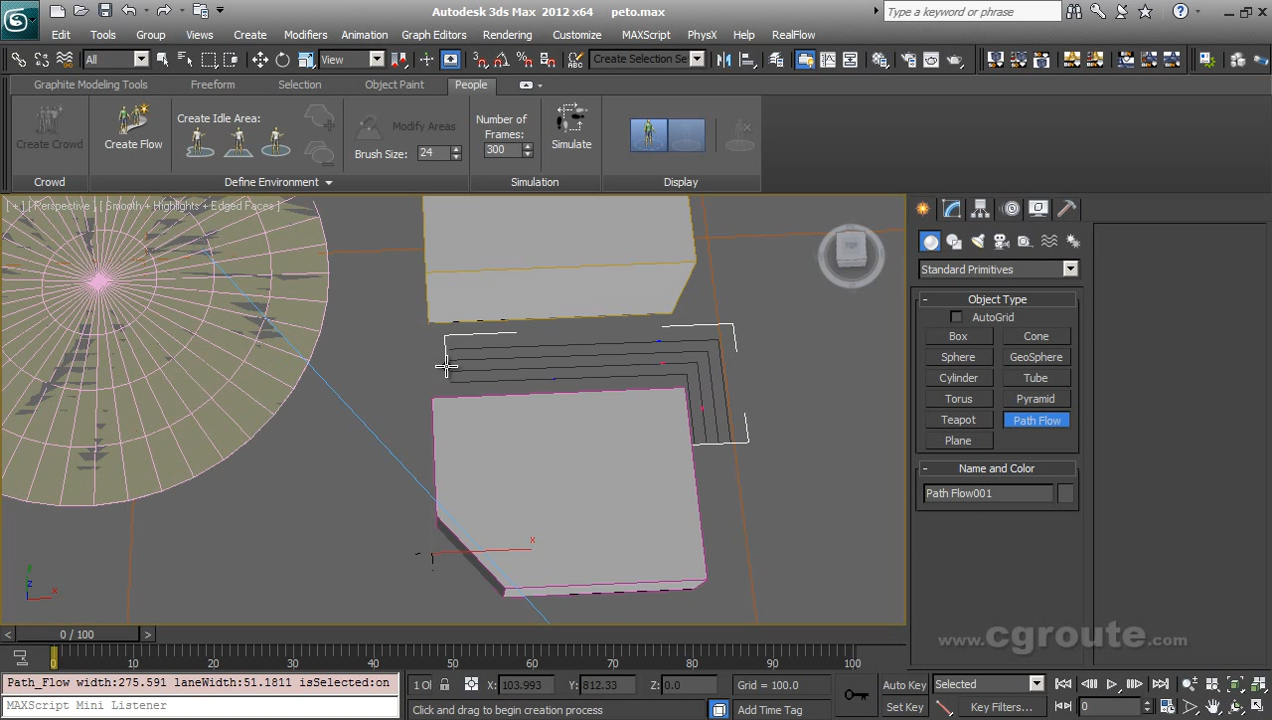 Autodesk 3ds Max 2012 x64 peto.max
Type a keyword or phrase
Edit Tools Group Views Create Modifiers Animation Graph Editors Rendering Customize MAXScript PhysX Help RealFlow
All View Create Selection Se
Graphite Modeling Tools Freeform Selection Object Paint People
Create Crowd
Create Flow
Create Idle Area:
Modify Areas
Brush Size: 24
Number of Frames: 300
Simulate
Crowd Define Environment Simulation Display
[ + ] [ Perspective ] [ Smooth + Highlights + Edged Faces ]
Standard Primitives
- Object Type
AutoGrid
Box Cone
Sphere GeoSphere
Cylinder Tube
Torus Pyramid
Teapot Path Flow
Plane
- Name and Color
Path Flow001
x
z
x
www.cgroute.com
< 0 / 100 >
0 10 20 30 40 50 60 70 80 90 100
Path_Flow width:275.591 laneWidth:51.1811 isSelected:on
MAXScript Mini Listener
1 Ol X: 103.993 Y: 812.33 Z: 0.0 Grid = 100.0
Click and drag to begin creation process Add Time Tag
Auto Key Selected
Set Key Key Filters... 0